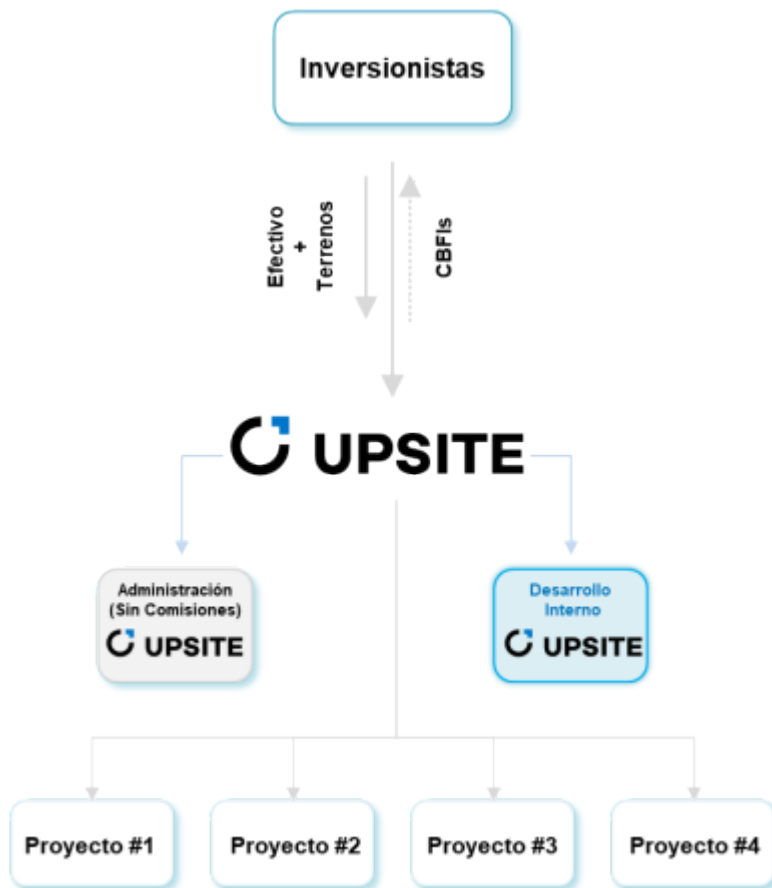 Inversionistas
Efectivo
+
Terrenos
CBFIs
UPSITE
Administración
(Sin Comisiones)
UPSITE
Desarrollo
Interno
UPSITE
Proyecto #1
Proyecto #2
Proyecto #3
Proyecto #4